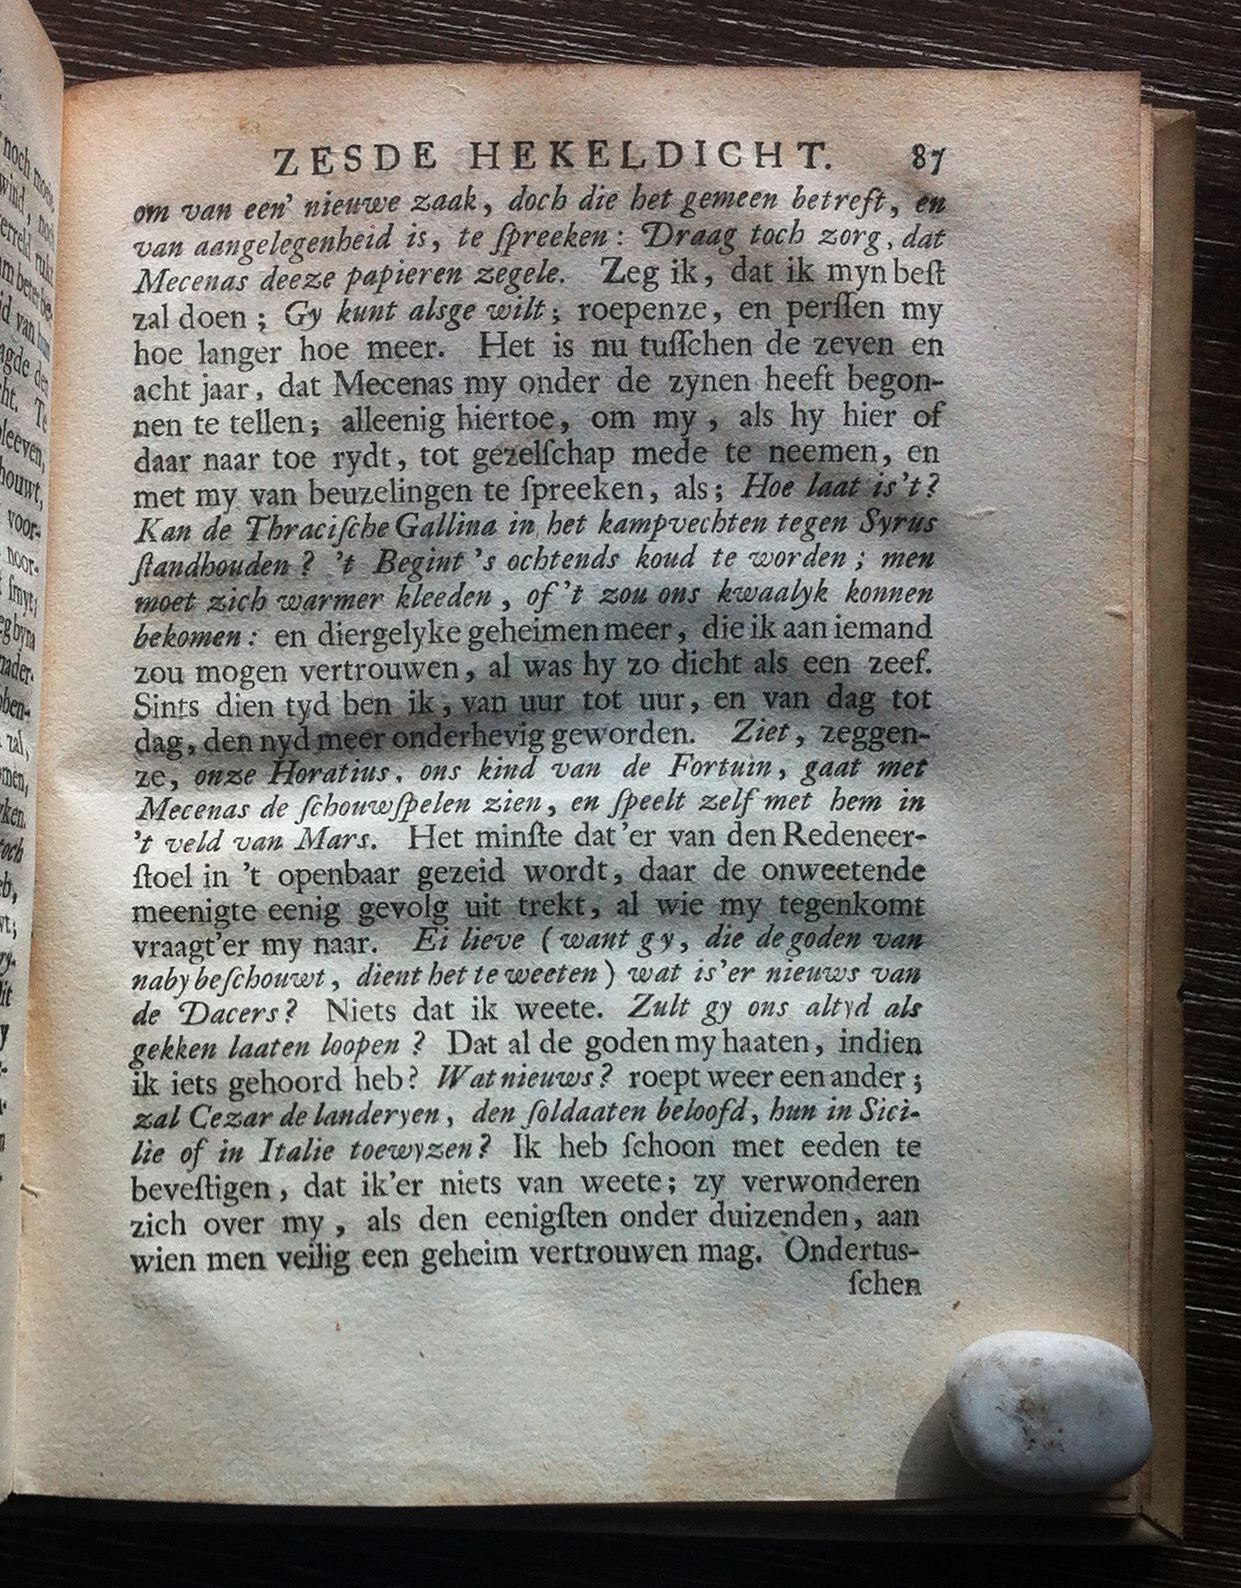 ZESDE HEKELDICHT. 87
om van een' nieuwe zaak, doch die het gemeen betreft, en
van aangelegenheid is, te ſpreeken: Draag toch zorg, dat
Mecenas deeze papieren zegele. Zeg ik, dat ik myn beſt
zal doen; Gy kunt alsge wilt; roepenze, en perſſen my
hoe langer hoe meer. Het is nu tuſſchen de zeven en
acht jaar, dat Mecenas my onder de zynen heeft begon-
nen te tellen; alleenig hiertoe, om my, als hy hier of
daar naar toe rydt, tot gezelſchap mede te neemen, en
met my van beuzelingen te ſpreeken, als; Hoe laat is't?
Kan de Thraciſche Gallina in het kampvechten tegen Syrus
ſtandhouden? 't Begint 's ochtends koud te worden; men
moet zich warmer kleeden, of 't zou ons kwaalyk konnen
bekomen: en diergelyke geheimen meer, die ik aan iemand
zou mogen vertrouwen, al was hy zo dicht als een zeef.
Sints dien tyd ben ik, van uur tot uur, en van dag tot
dag, den nyd meer onderhevig geworden. Ziet, zeggen-
ze, onze Horatius, ons kind van de Fortuin, gaat met
Mecenas de ſchouwſpelen zien, en ſpeelt zelf met hem in
't veld van Mars. Het minſte dat'er van den Redeneer-
ſtoel in 't openbaar gezeid wordt, daar de onweetende
meenigte eenig gevolg uit trekt, al wie my tegenkomt
vraagt'er my naar. Ei lieve (want gy, die de goden van
naby beſchouwt, dient het te weeten) wat is'er nieuws van
de Dacers? Niets dat ik weete. Zult gy ons altyd als
gekken laaten loopen? Dat al de goden my haaten, indien
ik iets gehoord heb? Wat nieuws? roept weer een ander;
zal Cezar de landeryen, den ſoldaaten beloofd, hun in Sici-
lie of in Italie toewyzen? Ik heb ſchoon met eeden te
beveſtigen, dat ik'er niets van weete; zy verwonderen
zich over my, als den eenigſten onder duizenden, aan
wien men veilig een geheim vertrouwen mag. Ondertus-
ſchen